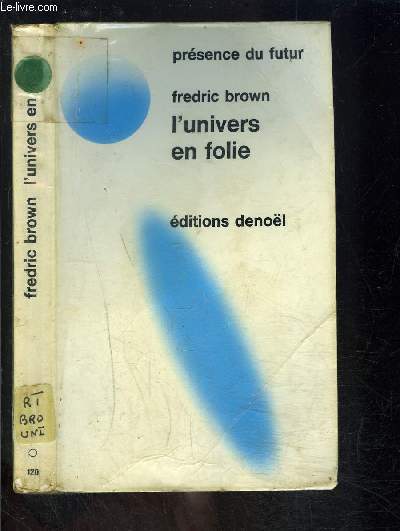 Le-livre.com
présence du futur
fredric brown
l'univers
en folie
éditions denoël
fredric brown l'univers en
RI
BRO
UNI
O
120